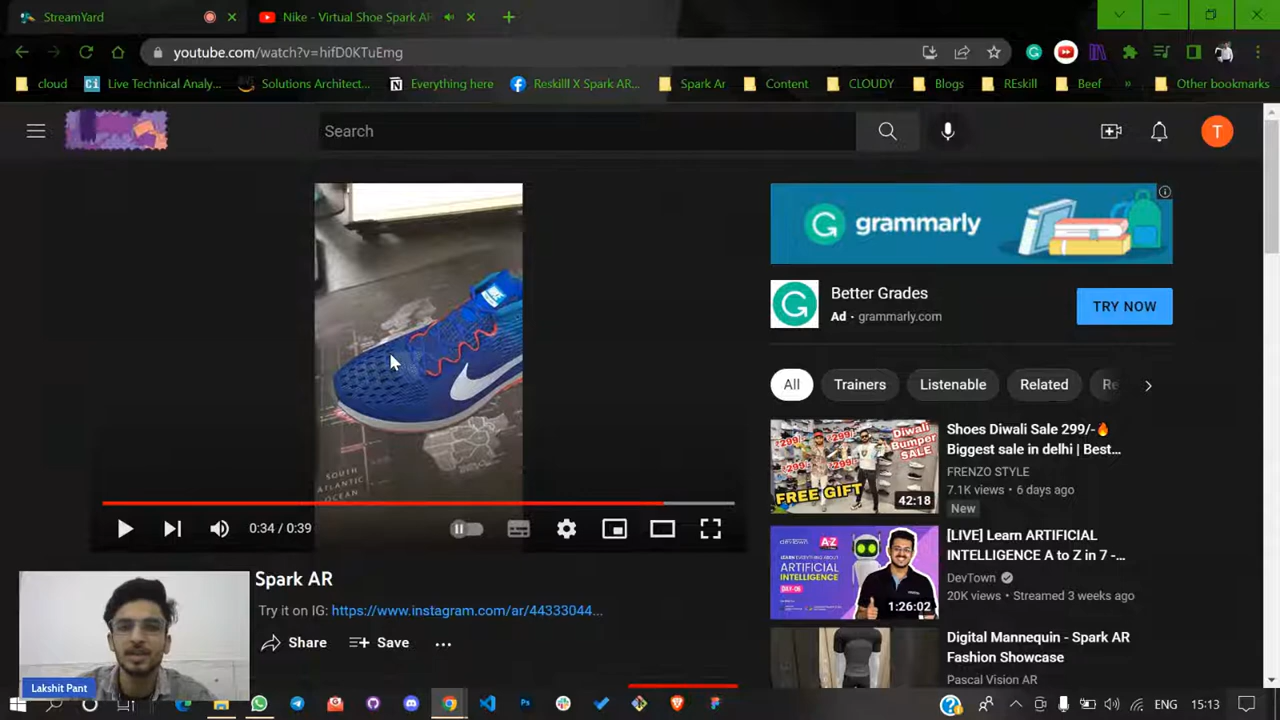 StreamYard
Nike - Virtual Shoe Spark AR
youtube.com/watch?v=hifD0KTuEmg
cloud
Live Technical Analy...
Solutions Architect...
Everything here
Reskilll X Spark AR...
Spark Ar
Content
CLOUDY
Blogs
REskill
Beef
»
Other bookmarks
Search
T
grammarly
Better Grades
Ad · grammarly.com
TRY NOW
SOUTH
ATLANTIC
OCEAN
0:34 / 0:39
All
Trainers
Listenable
Related
Re
₹299/-
Diwali
Bumper
SALE
FREE GIFT
42:18
Shoes Diwali Sale 299/-🔥
Biggest sale in delhi | Best...
FRENZO STYLE
7.1K views • 6 days ago
New
A-Z
ARTIFICIAL
INTELLIGENCE
1:26:02
[LIVE] Learn ARTIFICIAL
INTELLIGENCE A to Z in 7 -...
DevTown
20K views • Streamed 3 weeks ago
Digital Mannequin - Spark AR
Fashion Showcase
Pascal Vision AR
Spark AR
Try it on IG: https://www.instagram.com/ar/44333044...
Share
Save
Lakshit Pant
ENG
15:13